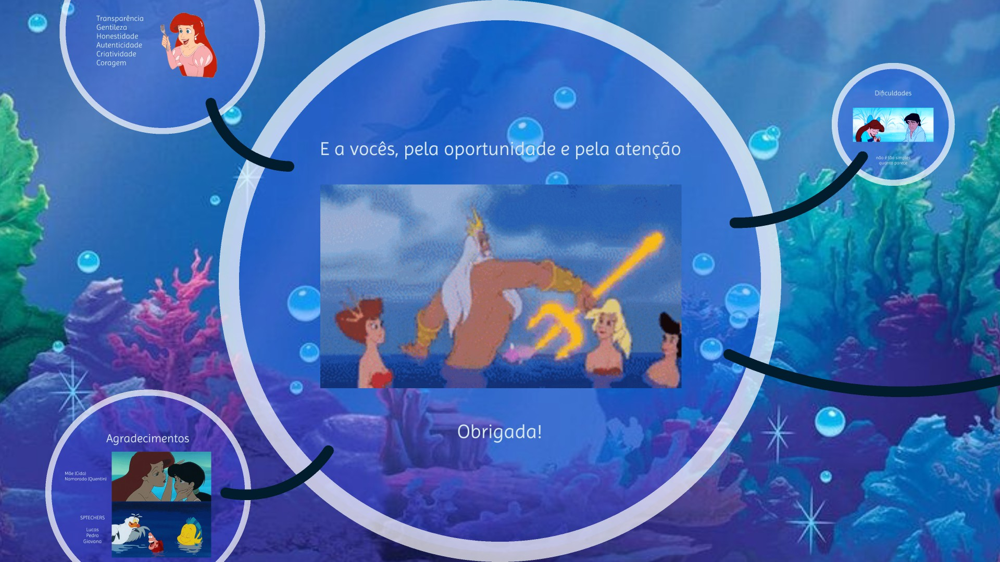 Transparência
Gentileza
Honestidade
Autenticidade
Criatividade
Coragem
E a vocês, pela oportunidade e pela atenção
Obrigada!
Dificuldades
não é tão simples
quanto parece
Agradecimentos
Mãe (Cida)
Namorado (Quentin)
SPTECHERS
Lucas
Pedro
Giovana